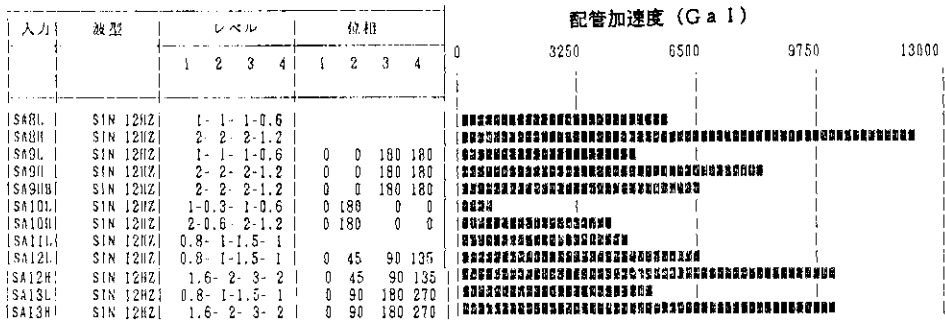 配管加速度 (Gal)
入力 波型 レベル 位相
1 2 3 4 1 2 3 4
0 3250 6500 9750 13000
SA8L SIN 12HZ 1- 1- 1-0.6
SA8H SIN 12HZ 2- 2- 2-1.2
SA9L SIN 12HZ 1- 1- 1-0.6 0 0 180 180
SA9H SIN 12HZ 2- 2- 2-1.2 0 0 180 180
SA9HB SIN 12HZ 2- 2- 2-1.2 0 0 180 180
SA10L SIN 12HZ 1-0.3- 1-0.6 0 180 0 0
SA10H SIN 12HZ 2-0.6- 2-1.2 0 180 0 0
SA11L SIN 12HZ 0.8- 1-1.5- 1
SA12L SIN 12HZ 0.8- 1-1.5- 1 0 45 90 135
SA12H SIN 12HZ 1.6- 2- 3- 2 0 45 90 135
SA13L SIN 12HZ 0.8- 1-1.5- 1 0 90 180 270
SA13H SIN 12HZ 1.6- 2- 3- 2 0 90 180 270